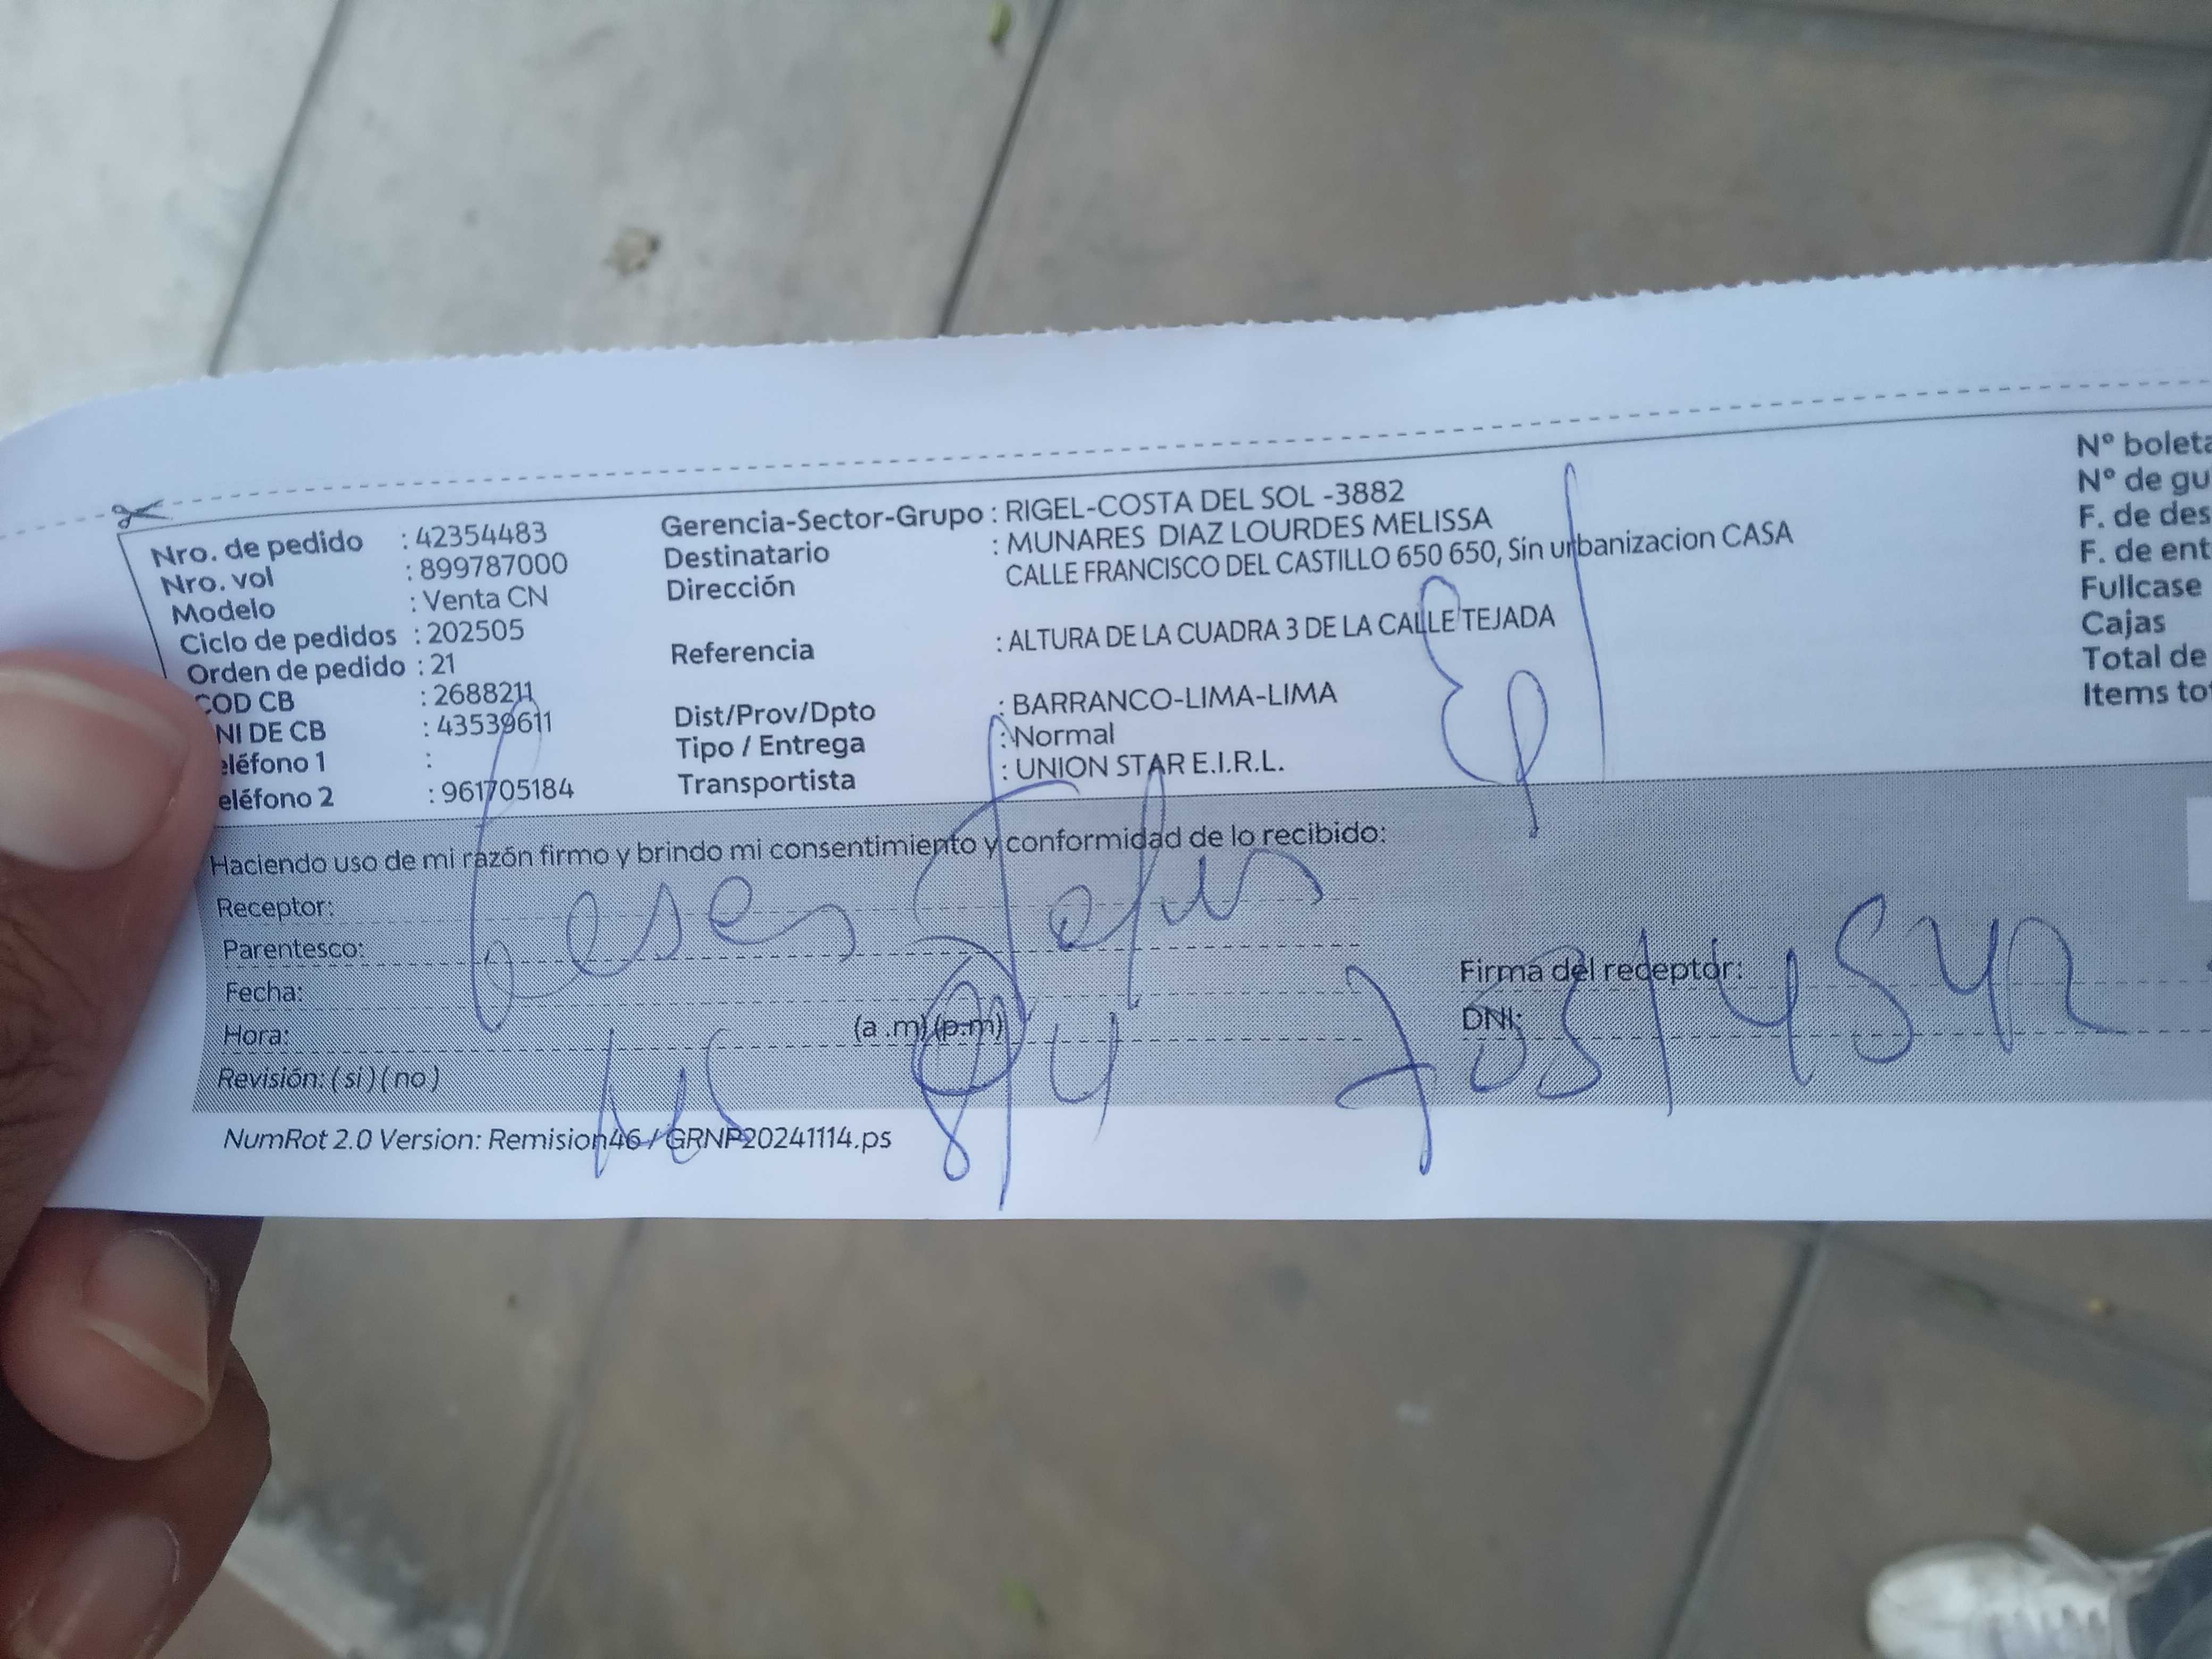 Nro. de pedido : 42354483
Nro. vol : 899787000
Modelo : Venta CN
Ciclo de pedidos : 202505
Orden de pedido : 21
COD CB : 2688211
NI DE CB : 43539611
eléfono 1 :
eléfono 2 : 961705184
Gerencia-Sector-Grupo : RIGEL-COSTA DEL SOL -3882
Destinatario : MUNARES DIAZ LOURDES MELISSA
Dirección CALLE FRANCISCO DEL CASTILLO 650 650, Sin urbanizacion CASA
Referencia : ALTURA DE LA CUADRA 3 DE LA CALLE TEJADA
Dist/Prov/Dpto : BARRANCO-LIMA-LIMA
Tipo / Entrega : Normal
Transportista : UNION STAR E.I.R.L.
Nº boleta
Nº de gu
F. de des
F. de ent
Fullcase
Cajas
Total de
Items tot
Haciendo uso de mi razón firmo y brindo mi consentimiento y conformidad de lo recibido:
Receptor:
Parentesco:
Fecha:
Hora: (a .m) (p.m)
Revisión: ( si ) ( no )
Firma del receptor:
DNI:
NumRot 2.0 Version: Remision46 / GRNP20241114.ps